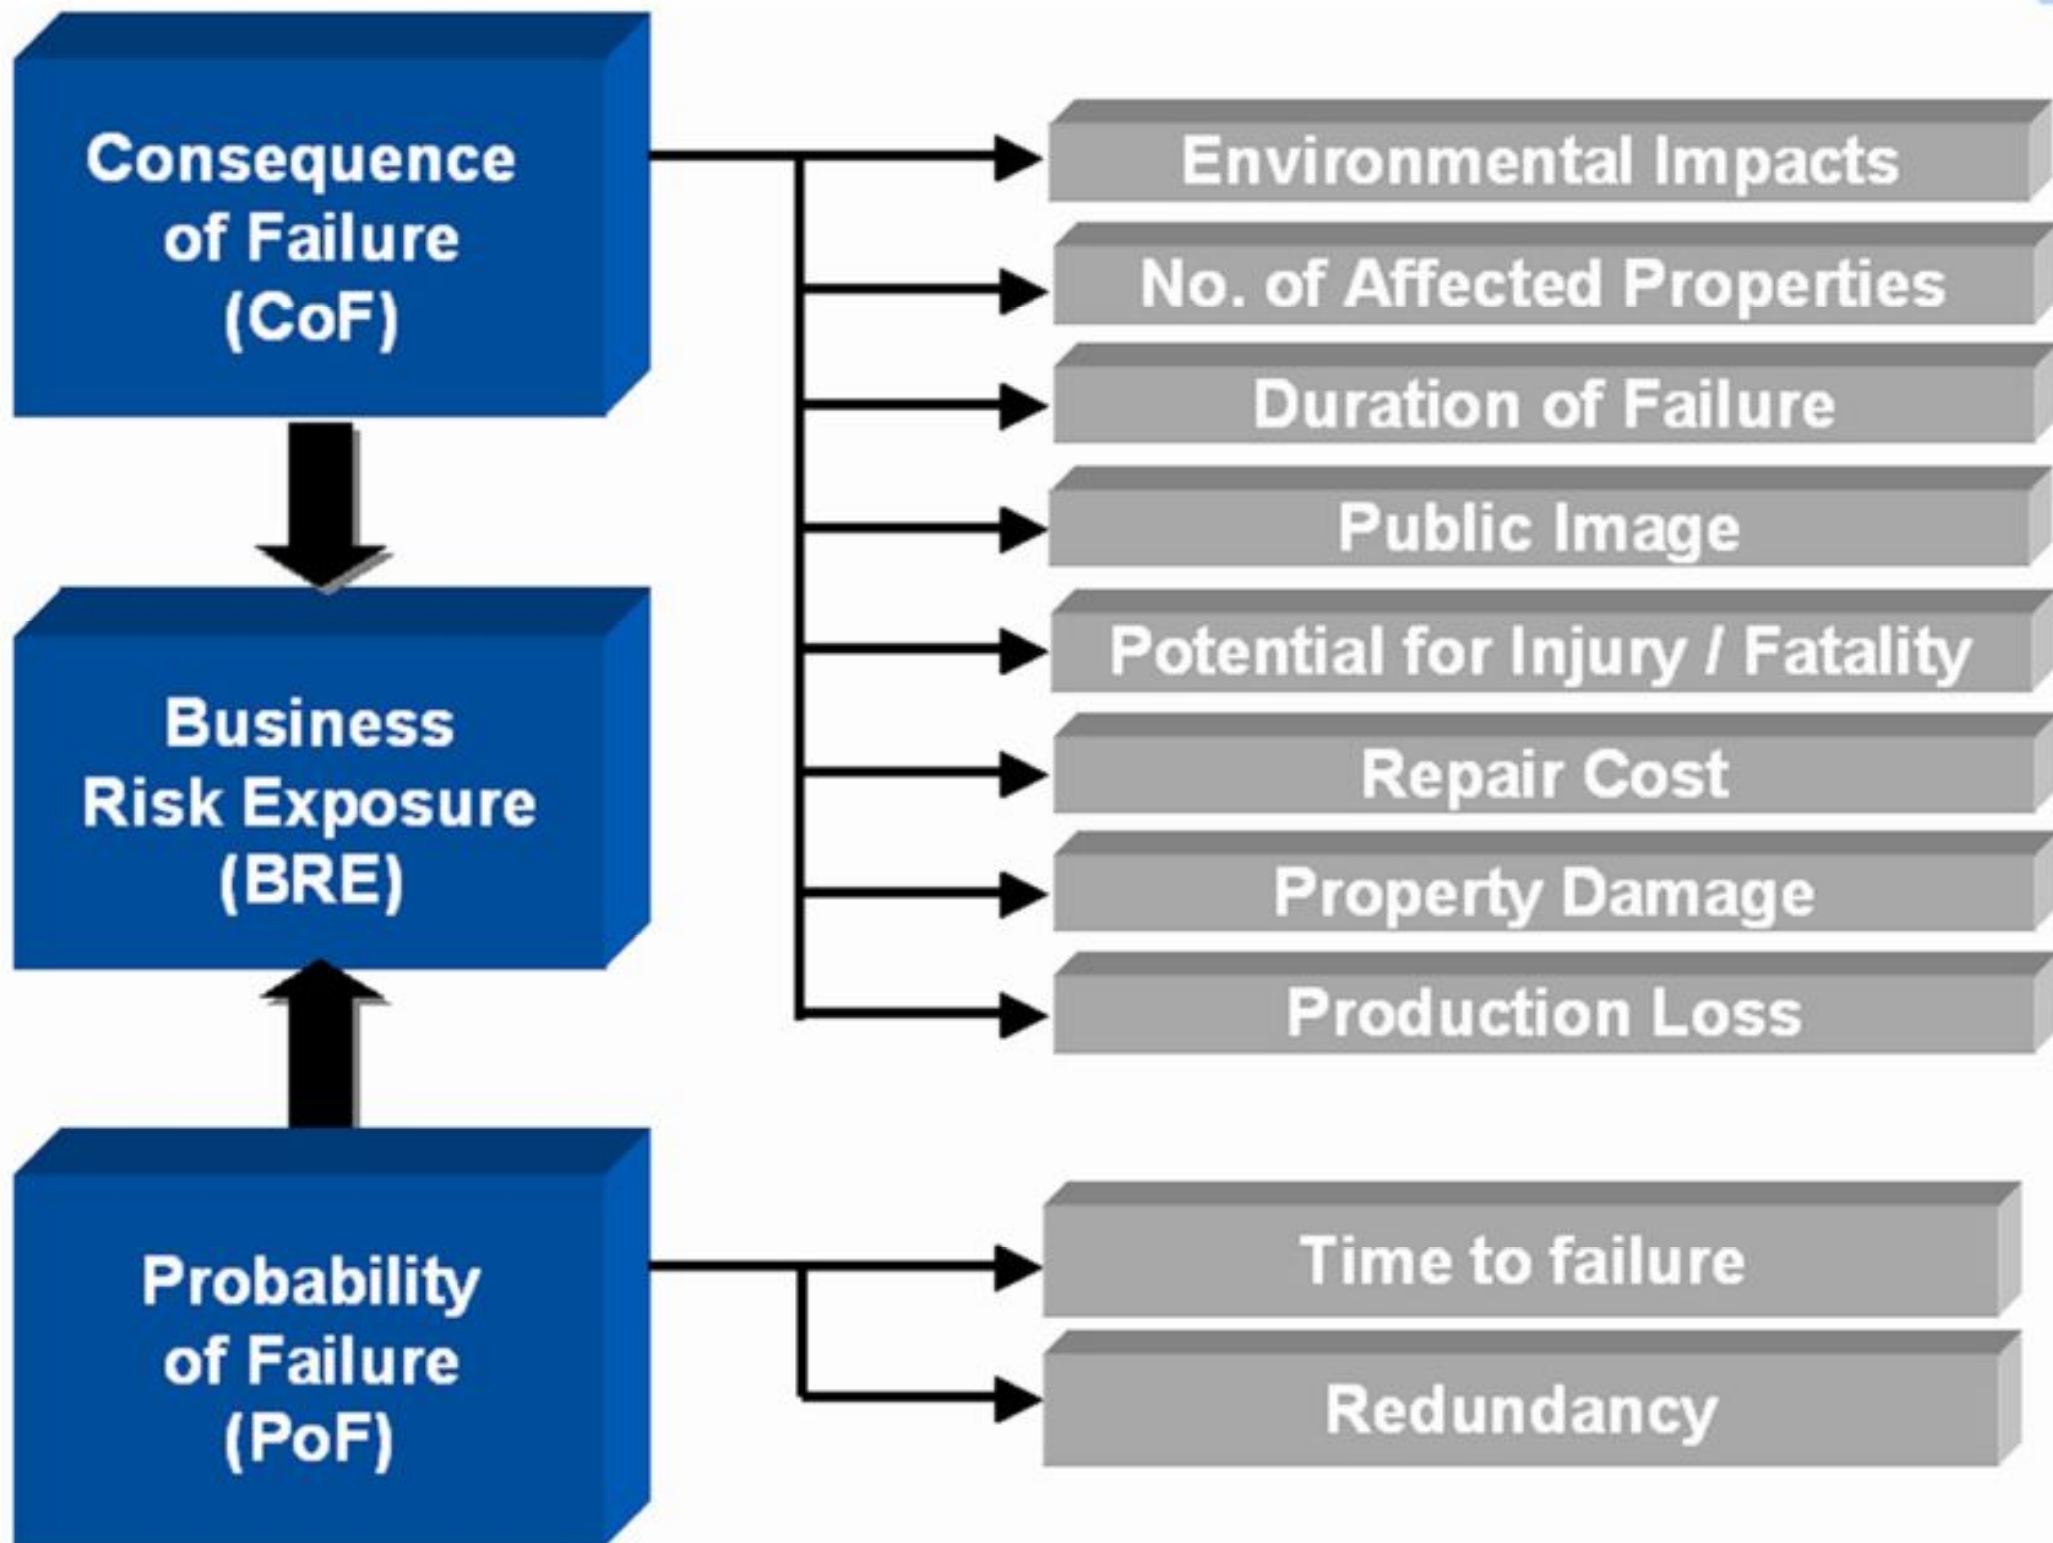 Consequence
of Failure
(CoF)
Environmental Impacts
No. of Affected Properties
Duration of Failure
Public Image
Potential for Injury / Fatality
Repair Cost
Property Damage
Production Loss
Business
Risk Exposure
(BRE)
Probability
of Failure
(PoF)
Time to failure
Redundancy